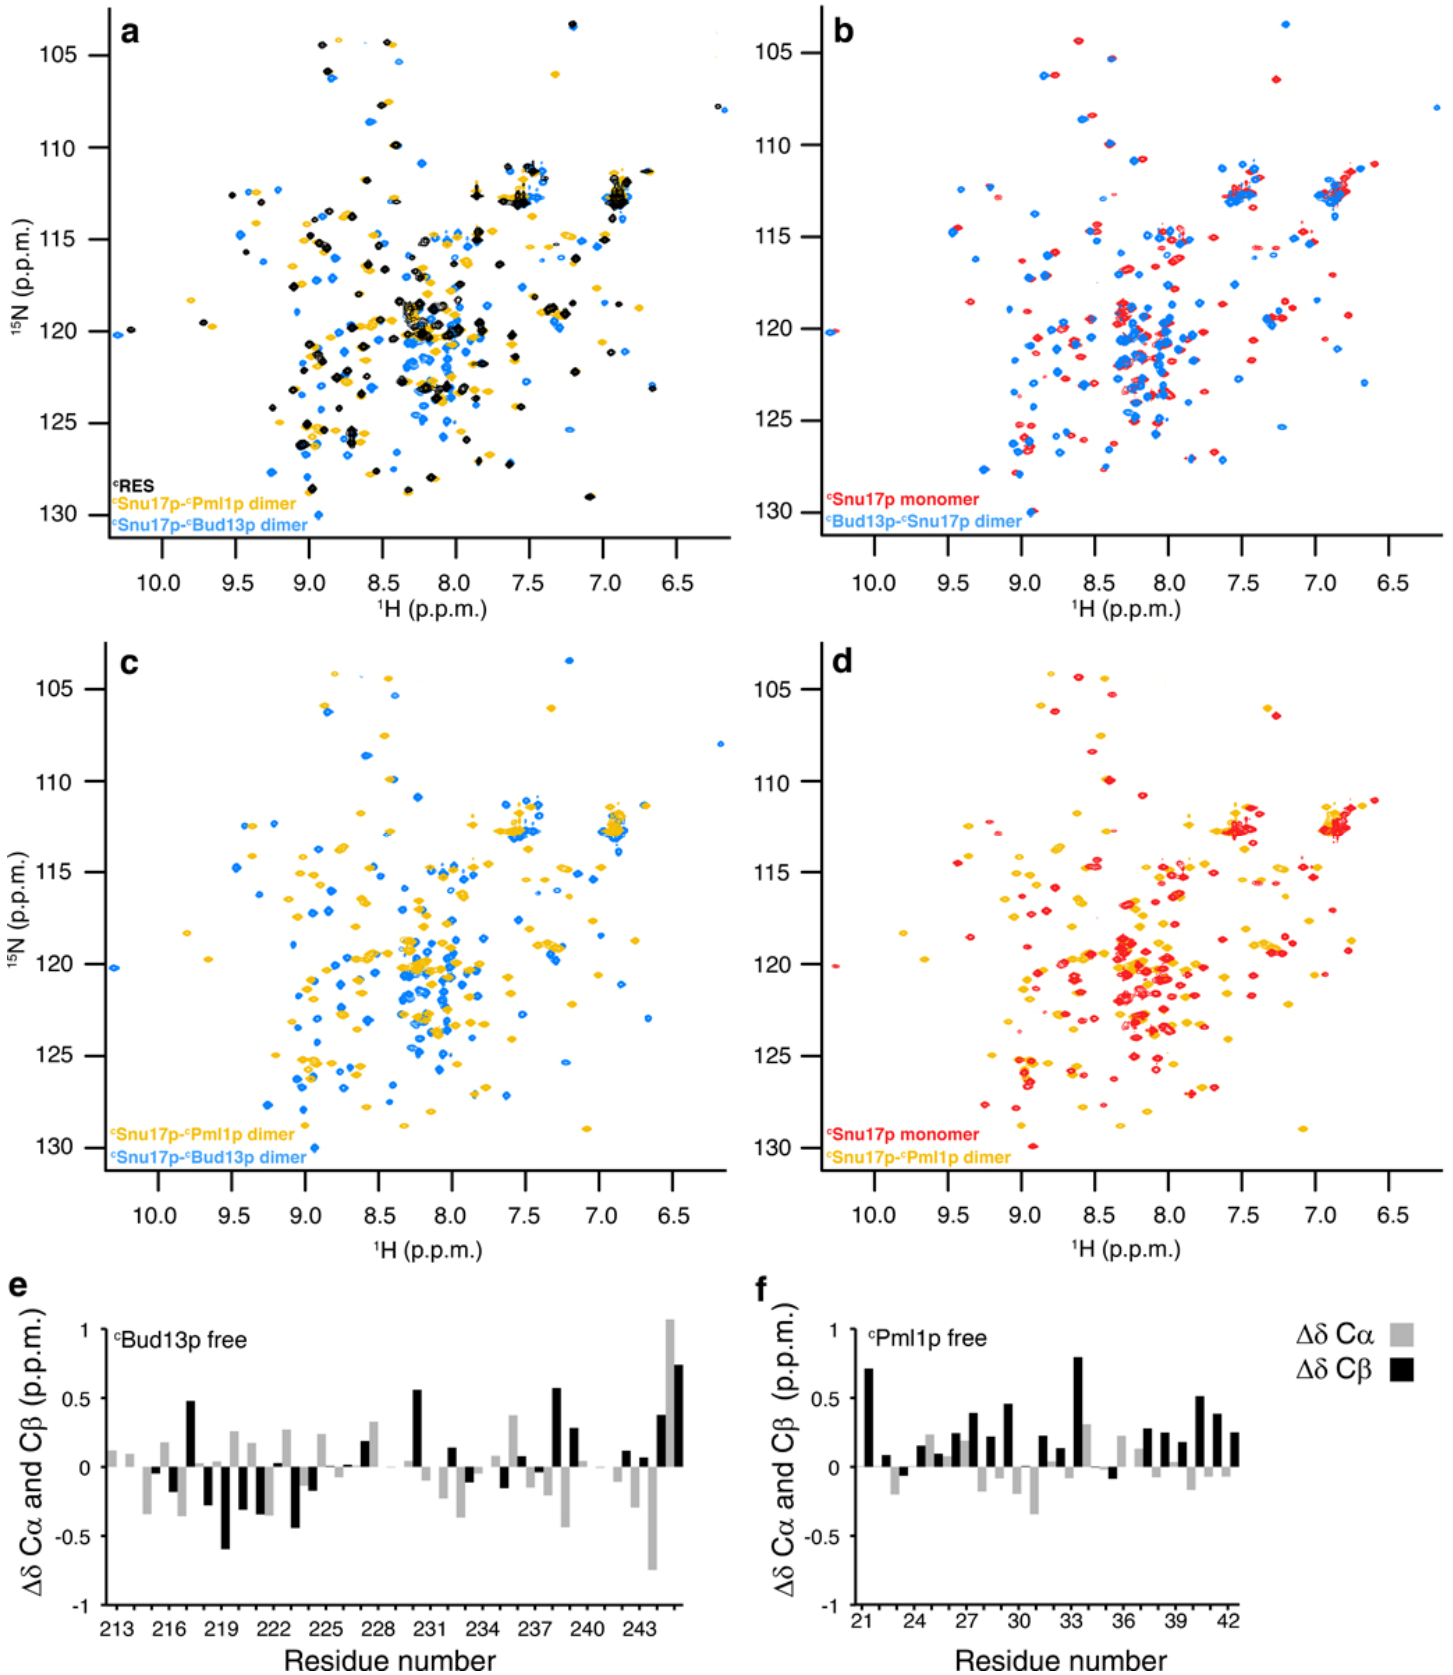 a
105
110
115
120
125
130
¹⁵N (p.p.m.)
ᶜRES
ᶜSnu17p-ᶜPml1p dimer
ᶜSnu17p-ᶜBud13p dimer
10.0 9.5 9.0 8.5 8.0 7.5 7.0 6.5
¹H (p.p.m.)
b
105
110
115
120
125
130
ᶜSnu17p monomer
ᶜBud13p-ᶜSnu17p dimer
10.0 9.5 9.0 8.5 8.0 7.5 7.0 6.5
¹H (p.p.m.)
c
105
110
115
120
125
130
¹⁵N (p.p.m.)
ᶜSnu17p-ᶜPml1p dimer
ᶜSnu17p-ᶜBud13p dimer
10.0 9.5 9.0 8.5 8.0 7.5 7.0 6.5
¹H (p.p.m.)
d
105
110
115
120
125
130
ᶜSnu17p monomer
ᶜSnu17p-ᶜPml1p dimer
10.0 9.5 9.0 8.5 8.0 7.5 7.0 6.5
¹H (p.p.m.)
e
ᶜBud13p free
1
0.5
0
-0.5
-1
Δδ Cα and Cβ (p.p.m.)
213 216 219 222 225 228 231 234 237 240 243
Residue number
f
ᶜPml1p free
1
0.5
0
-0.5
-1
Δδ Cα and Cβ (p.p.m.)
21 24 27 30 33 36 39 42
Residue number
Δδ Cα
Δδ Cβ